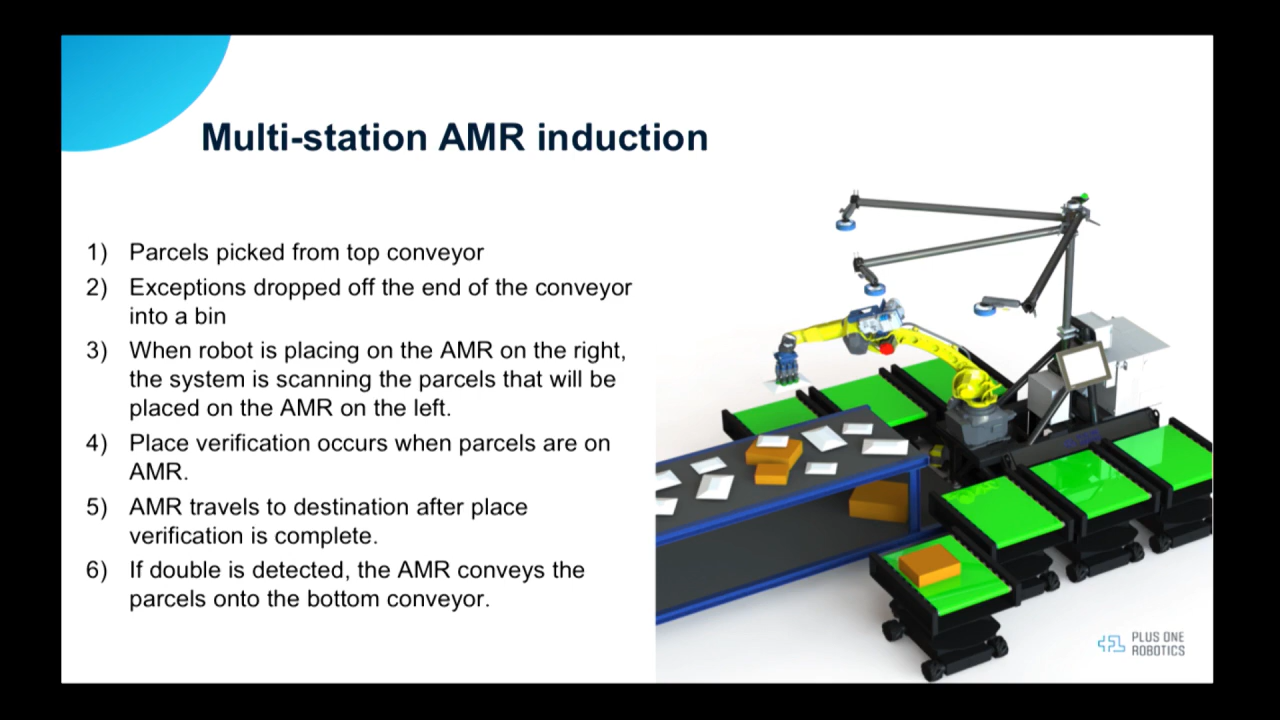 Multi-station AMR induction
1) Parcels picked from top conveyor
2) Exceptions dropped off the end of the conveyor
into a bin
3) When robot is placing on the AMR on the right,
the system is scanning the parcels that will be
placed on the AMR on the left.
4) Place verification occurs when parcels are on
AMR.
5) AMR travels to destination after place
verification is complete.
6) If double is detected, the AMR conveys the
parcels onto the bottom conveyor.
PLUS ONE
ROBOTICS